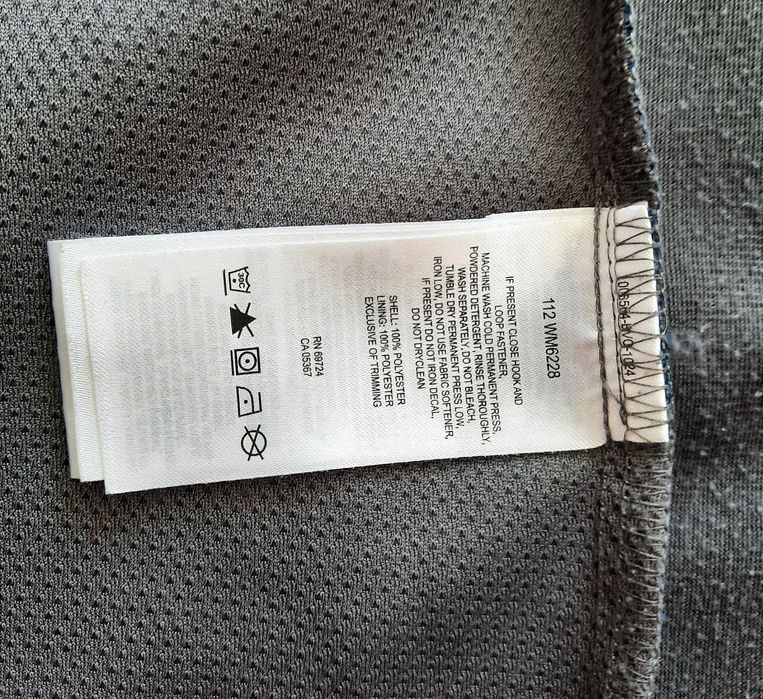 112 WM6228
IF PRESENT CLOSE HOOK AND
LOOP FASTENER.
MACHINE WASH COLD PERMANENT PRESS.
POWDERED DETERGENT, RINSE THOROUGHLY,
WASH SEPARATELY,DO NOT BLEACH,
TUMBLE DRY PERMANENT PRESS LOW,
IRON LOW, DO NOT USE FABRIC SOFTENER,
IF PRESENT DO NOT IRON DECAL,
DO NOT DRYCLEAN
SHELL: 100% POLYESTER
LINING: 100% POLYESTER
EXCLUSIVE OF TRIMMING
RN 69724
CA 05367
30C